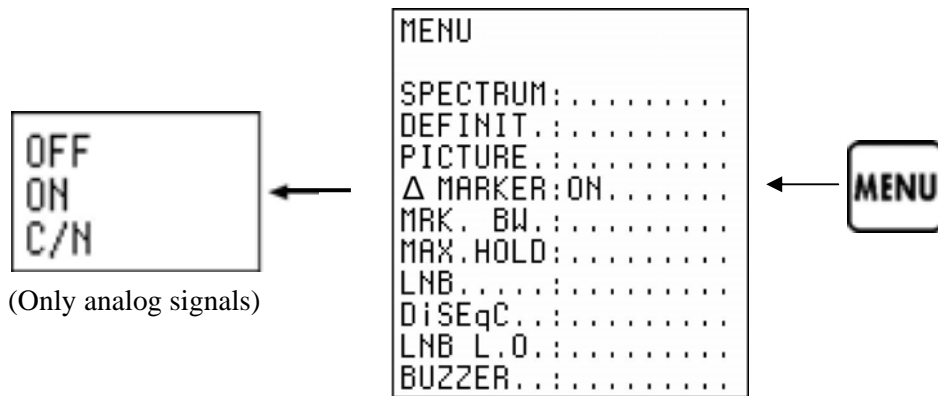 OFF
ON
C/N
(Only analog signals)
MENU
SPECTRUM:.........
DEFINIT.:.........
PICTURE.:.........
Δ MARKER:ON.......
MRK. BW.:.........
MAX.HOLD:.........
LNB.....:.........
DiSEqC..:.........
LNB L.O.:.........
BUZZER..:.........
MENU